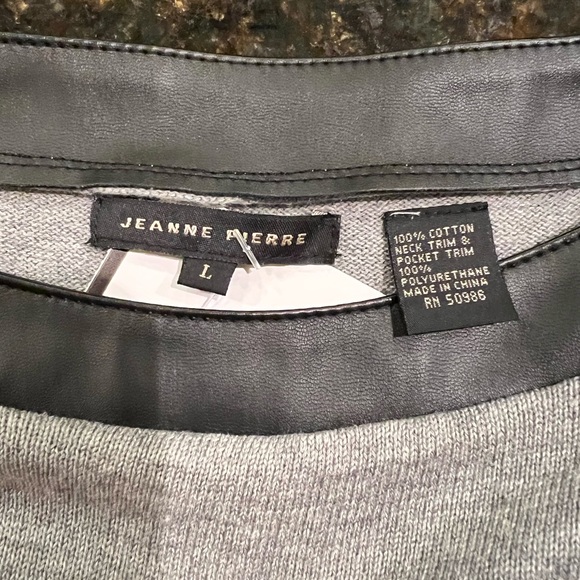 JEANNE PIERRE
L
100% COTTON
NECK TRIM &
POCKET TRIM
100%
POLYURETHANE
MADE IN CHINA
RN 50986